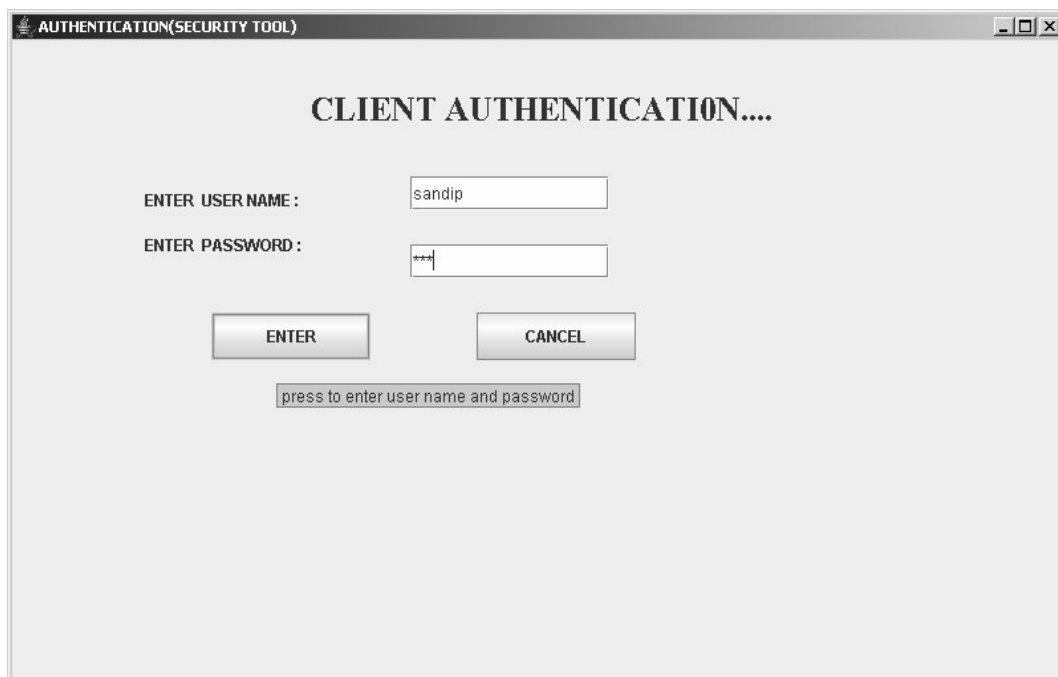 AUTHENTICATION(SECURITY TOOL)
CLIENT AUTHENTICATI0N....
ENTER USER NAME :
sandip
ENTER PASSWORD :
***
ENTER
CANCEL
press to enter user name and password